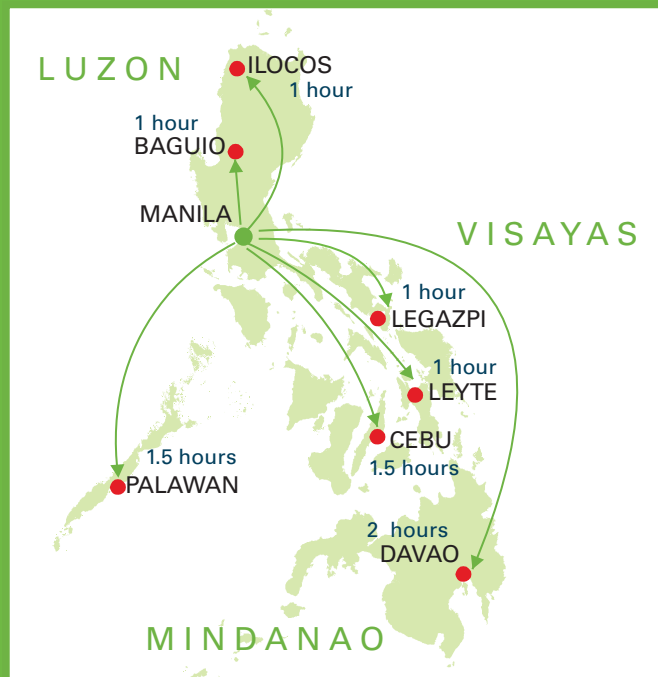 LUZON
ILOCOS
1 hour
1 hour
BAGUIO
MANILA
VISAYAS
1 hour
LEGAZPI
1 hour
LEYTE
CEBU
1.5 hours
1.5 hours
PALAWAN
2 hours
DAVAO
MINDANAO